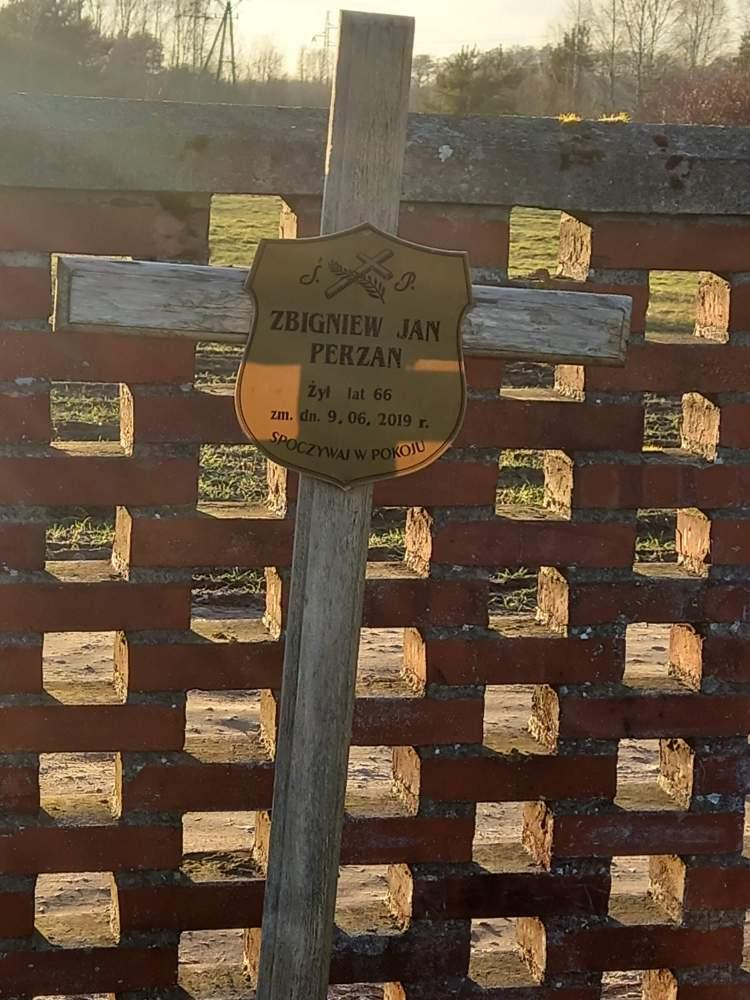 Ś. P.
ZBIGNIEW JAN
PERZAN
Żył lat 66
zm. dn. 9.06.2019 r.
SPOCZYWAJ W POKOJU